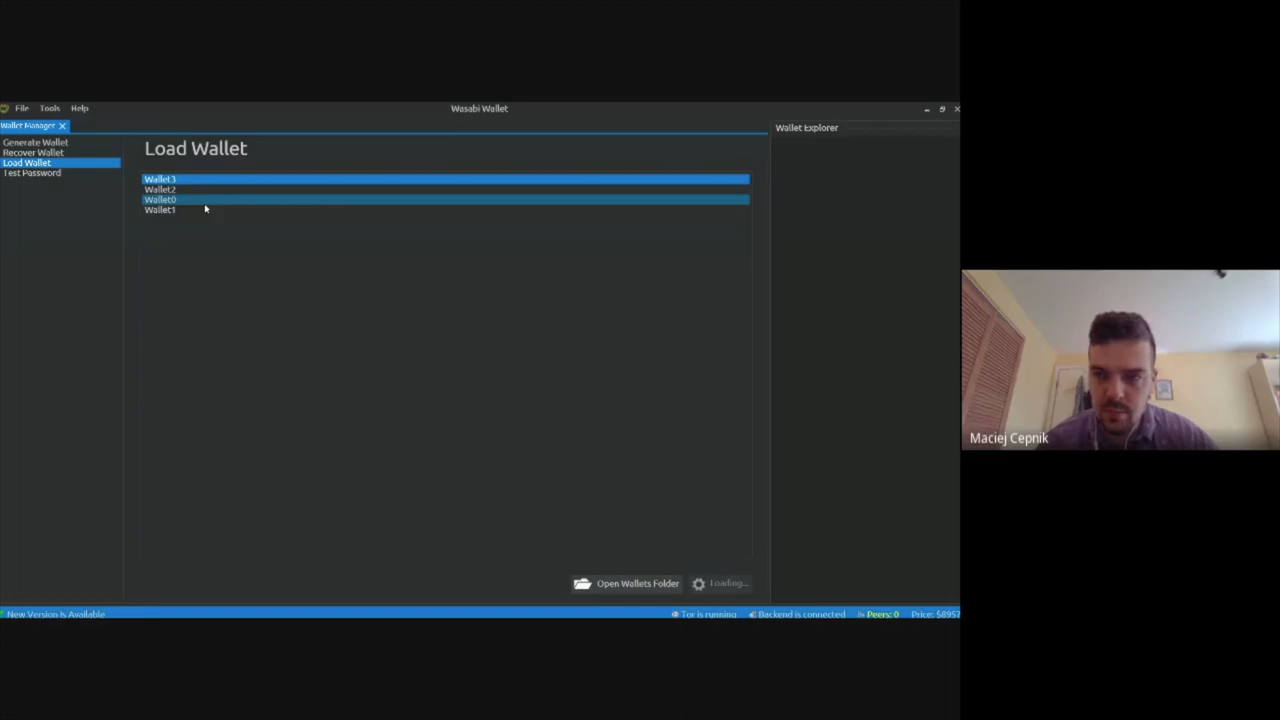 File Tools Help
Wasabi Wallet
Wallet Manager
Generate Wallet
Recover Wallet
Load Wallet
Test Password
Load Wallet
Wallet3
Wallet2
Wallet0
Wallet1
Open Wallets Folder
Loading...
Wallet Explorer
New Version Is Available
Tor is running
Backend is connected
Peers: 0
Price: $8957
Maciej Cepnik